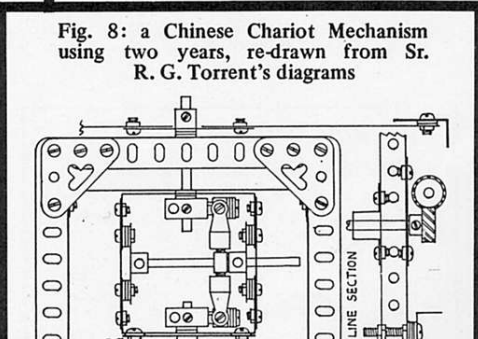 Fig. 8: a Chinese Chariot Mechanism
using two years, re-drawn from Sr.
R. G. Torrent's diagrams
LINE SECTION